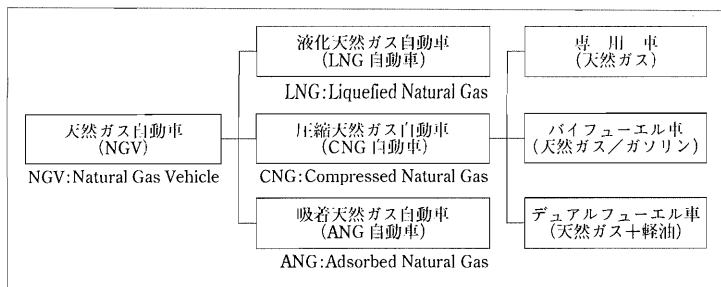 液化天然ガス自動車
(LNG 自動車)
LNG:Liquefied Natural Gas
天然ガス自動車
(NGV)
NGV:Natural Gas Vehicle
圧縮天然ガス自動車
(CNG 自動車)
CNG:Compressed Natural Gas
吸着天然ガス自動車
(ANG 自動車)
ANG:Adsorbed Natural Gas
専用車
(天然ガス)
バイフューエル車
(天然ガス/ガソリン)
デュアルフューエル車
(天然ガス+軽油)